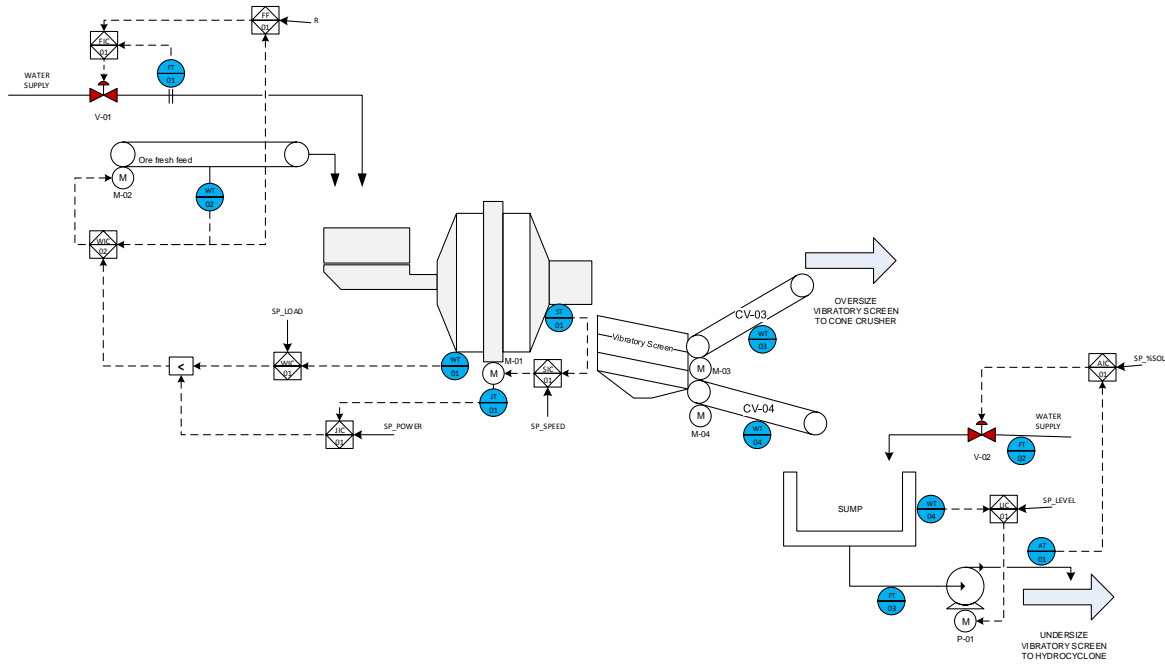 FF
01
R
FIC
01
FT
01
WATER
SUPPLY
V-01
Ore fresh feed
M
M-02
WT
02
WIC
02
SP_LOAD
WIC
01
<
WT
01
M-01
M
JT
01
SP_POWER
JIC
01
ST
01
SIC
01
SP_SPEED
Vibratory Screen
CV-03
WT
03
M
M-03
CV-04
WT
04
M
M-04
OVERSIZE
VIBRATORY SCREEN
TO CONE CRUSHER
AIC
01
SP_%SOL
WATER
SUPPLY
V-02
FT
02
SUMP
WT
04
01
SP_LEVEL
AT
01
FT
03
M
P-01
UNDERSIZE
VIBRATORY SCREEN
TO HYDROCYCLONE